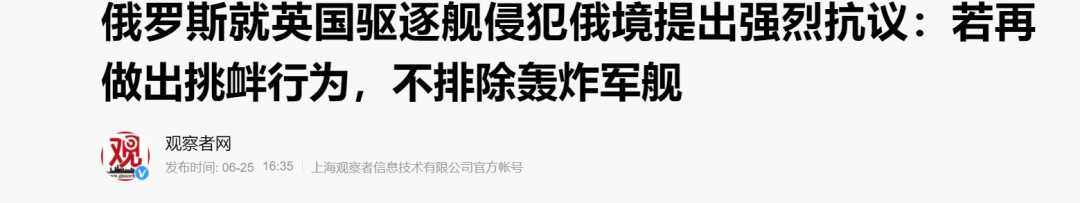 俄罗斯就英国驱逐舰侵犯俄境提出强烈抗议：若再
做出挑衅行为，不排除轰炸军舰
观
观察者网
发布时间: 06-25 16:35 上海观察者信息技术有限公司官方帐号